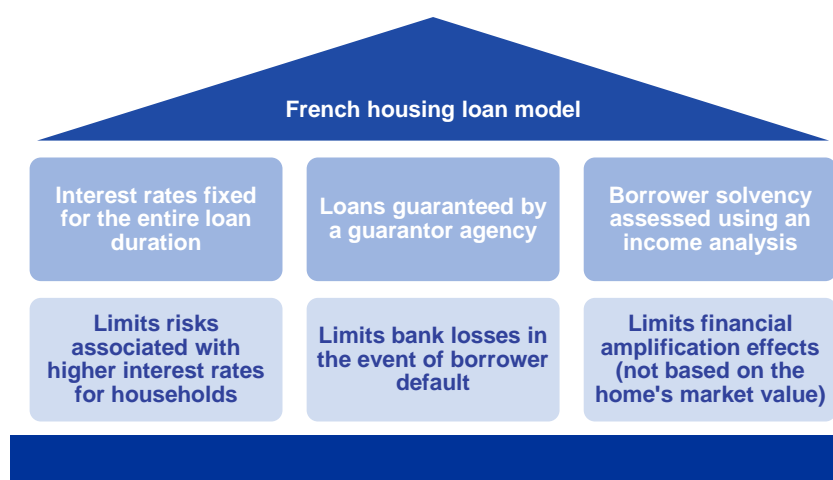 French housing loan model
Interest rates fixed
for the entire loan
duration
Loans guaranteed by
a guarantor agency
Borrower solvency
assessed using an
income analysis
Limits risks
associated with
higher interest rates
for households
Limits bank losses in
the event of borrower
default
Limits financial
amplification effects
(not based on the
home's market value)